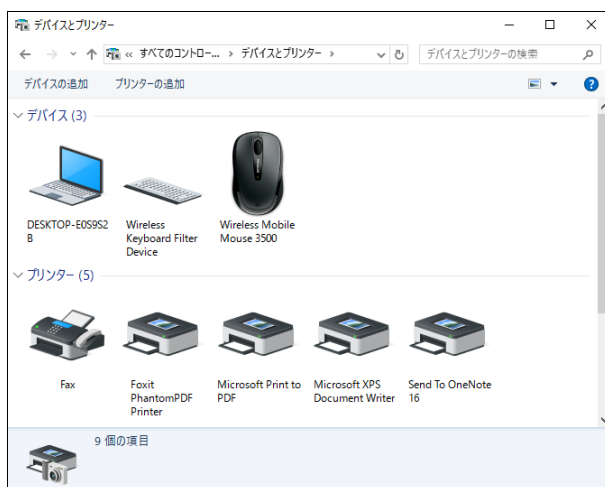 デバイスとプリンター
« すべてのコントロー... › デバイスとプリンター ›
デバイスとプリンターの検索
デバイスの追加 プリンターの追加
デバイス (3)
DESKTOP-E0S9S2
B
Wireless
Keyboard Filter
Device
Wireless Mobile
Mouse 3500
プリンター (5)
Fax
Foxit
PhantomPDF
Printer
Microsoft Print to
PDF
Microsoft XPS
Document Writer
Send To OneNote
16
9 個の項目